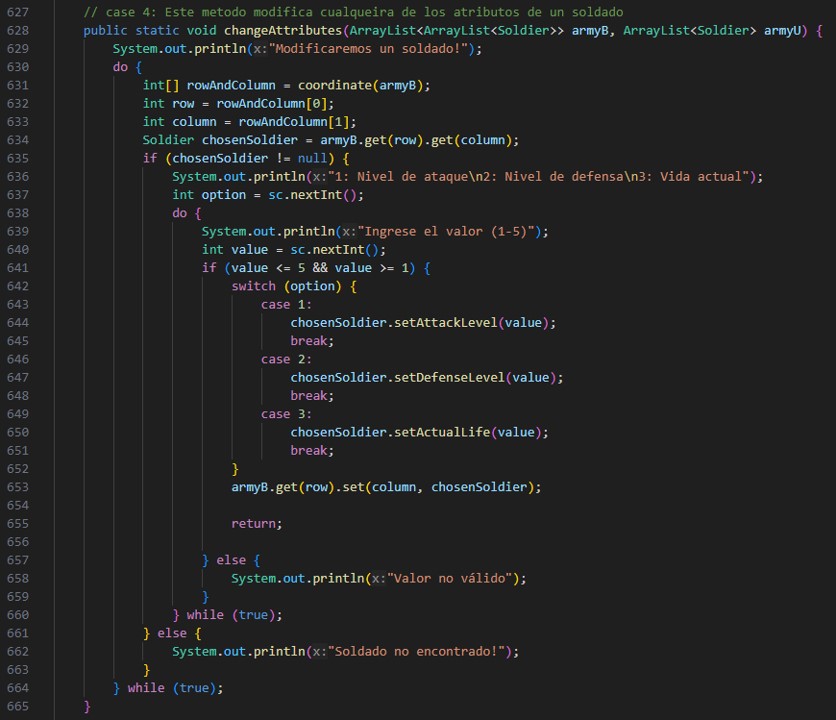 627 // case 4: Este metodo modifica cualqueira de los atributos de un soldado
628 public static void changeAttributes(ArrayList<ArrayList<Soldier>> armyB, ArrayList<Soldier> armyU) {
629 System.out.println(x:"Modificaremos un soldado!");
630 do {
631 int[] rowAndColumn = coordinate(armyB);
632 int row = rowAndColumn[0];
633 int column = rowAndColumn[1];
634 Soldier chosenSoldier = armyB.get(row).get(column);
635 if (chosenSoldier != null) {
636 System.out.println(x:"1: Nivel de ataque\n2: Nivel de defensa\n3: Vida actual");
637 int option = sc.nextInt();
638 do {
639 System.out.println(x:"Ingrese el valor (1-5)");
640 int value = sc.nextInt();
641 if (value <= 5 && value >= 1) {
642 switch (option) {
643 case 1:
644 chosenSoldier.setAttackLevel(value);
645 break;
646 case 2:
647 chosenSoldier.setDefenseLevel(value);
648 break;
649 case 3:
650 chosenSoldier.setActualLife(value);
651 break;
652 }
653 armyB.get(row).set(column, chosenSoldier);
654
655 return;
656
657 } else {
658 System.out.println(x:"Valor no válido");
659 }
660 } while (true);
661 } else {
662 System.out.println(x:"Soldado no encontrado!");
663 }
664 } while (true);
665 }